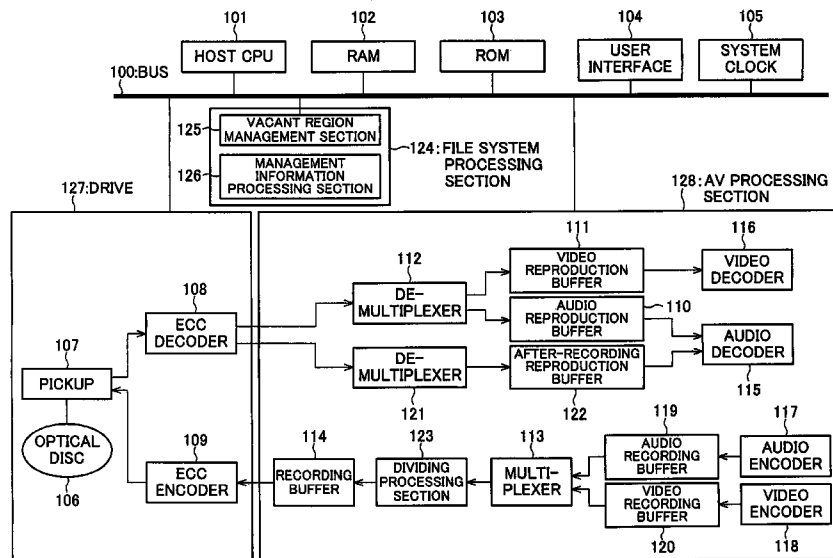 101
102
103
104
105
HOST CPU
RAM
ROM
USER
INTERFACE
SYSTEM
CLOCK
100:BUS
125
VACANT REGION
MANAGEMENT SECTION
126
MANAGEMENT
INFORMATION
PROCESSING SECTION
124:FILE SYSTEM
PROCESSING
SECTION
127:DRIVE
128:AV PROCESSING
SECTION
111
116
112
VIDEO
REPRODUCTION
BUFFER
VIDEO
DECODER
108
DE-
MULTIPLEXER
110
ECC
DECODER
AUDIO
REPRODUCTION
BUFFER
107
AUDIO
DECODER
DE-
MULTIPLEXER
AFTER-RECORDING
REPRODUCTION
BUFFER
PICKUP
115
121
122
119
117
OPTICAL
DISC
109
114
123
113
AUDIO
RECORDING
BUFFER
AUDIO
ENCODER
ECC
ENCODER
RECORDING
BUFFER
DIVIDING
PROCESSING
SECTION
MULTI-
PLEXER
VIDEO
RECORDING
BUFFER
VIDEO
ENCODER
106
120
118